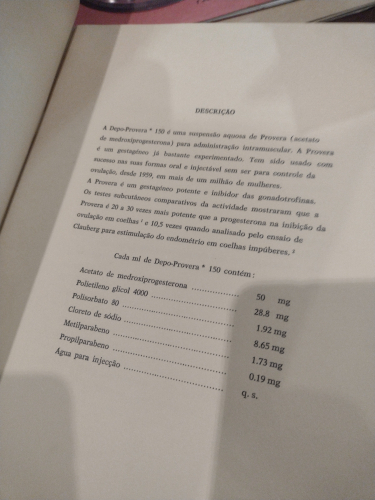 DESCRIÇÃO
A Depo-Provera * 150 é uma suspensão aquosa de Provera (acetato
de medroxiprogesterona) para administração intramuscular. A Provera
é um gestagéneo já bastante experimentado. Tem sido usado com
sucesso nas suas formas oral e injectável sem ser para controle da
ovulação, desde 1959, em mais de um milhão de mulheres.
A Provera é um gestagéneo potente e inibidor das gonadotrofinas.
Os testes subcutâneos comparativos da actividade mostraram que a
Provera é 20 a 30 vezes mais potente que a progesterona na inibição da
ovulação em coelhas ¹ e 10,5 vezes quando analisado pelo ensaio de
Clauberg para estimulação do endométrio em coelhas impúberes. ²
Cada ml de Depo-Provera * 150 contém:
Acetato de medroxiprogesterona .................. 50 mg
Polietileno glicol 4000 .................. 28.8 mg
Polisorbato 80 .................. 1.92 mg
Cloreto de sódio .................. 8.65 mg
Metilparabeno .................. 1.73 mg
Propilparabeno .................. 0.19 mg
Água para injecção .................. q. s.